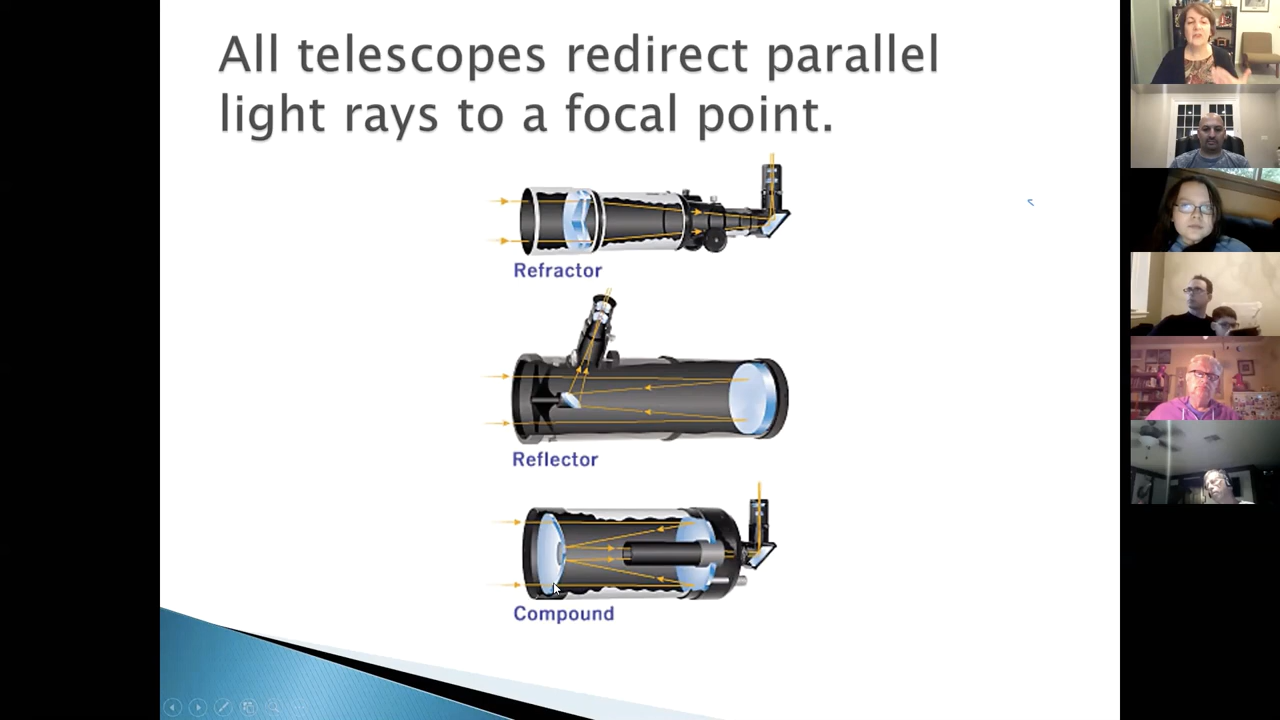 All telescopes redirect parallel
light rays to a focal point.
Refractor
Reflector
Compound